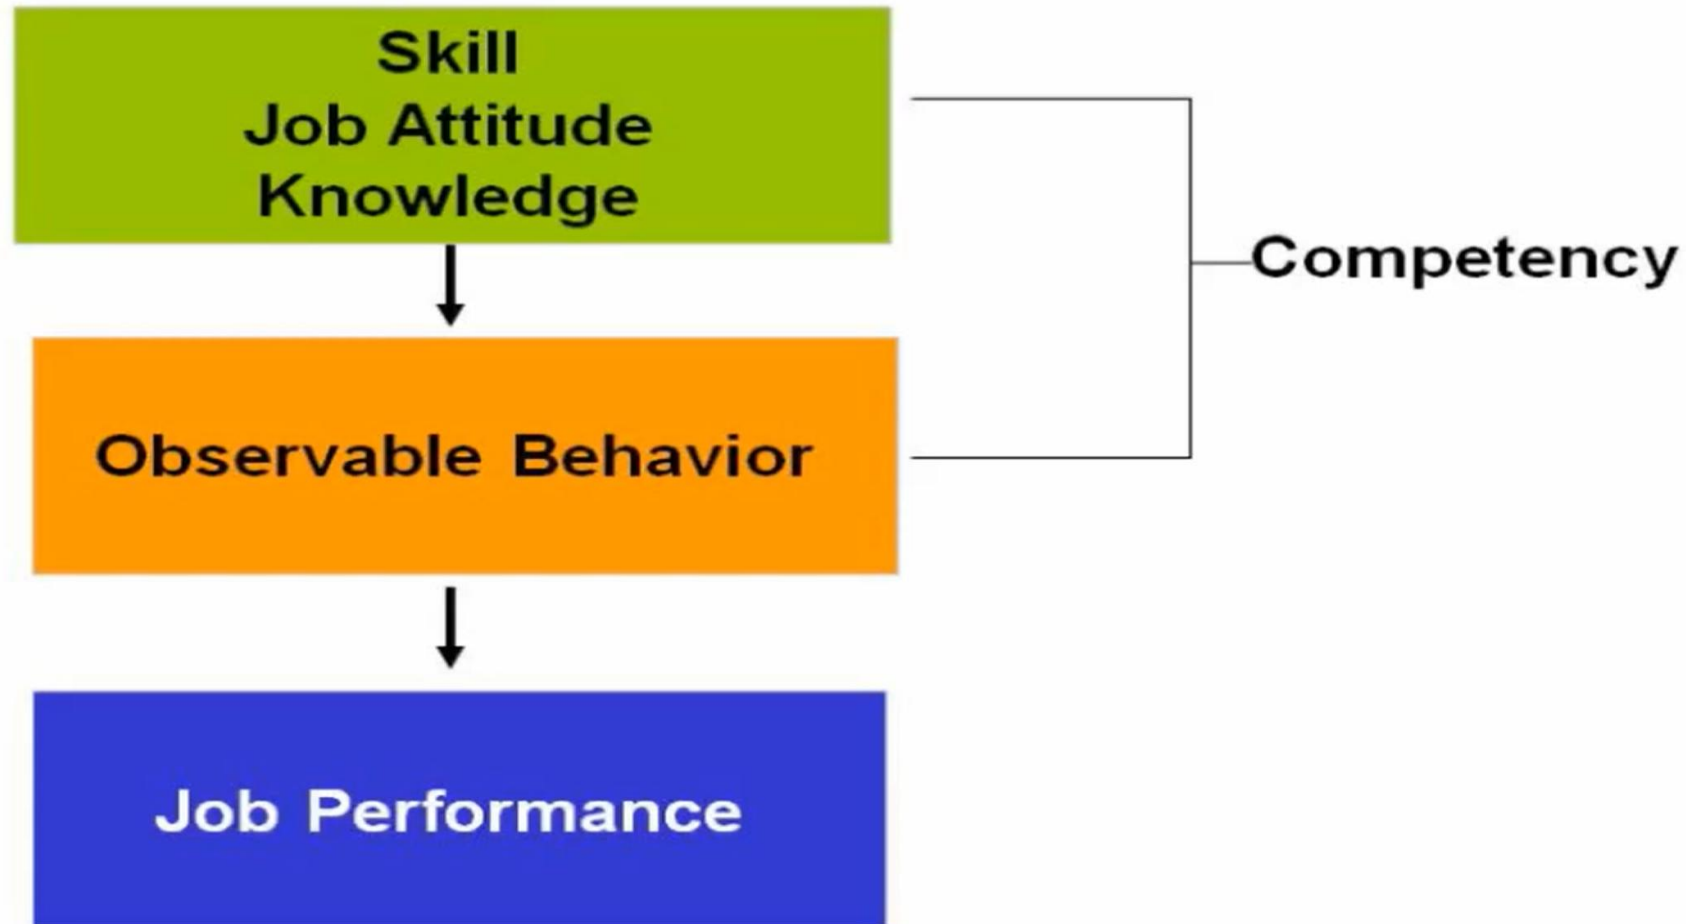 Skill
Job Attitude
Knowledge
Competency
Observable Behavior
Job Performance